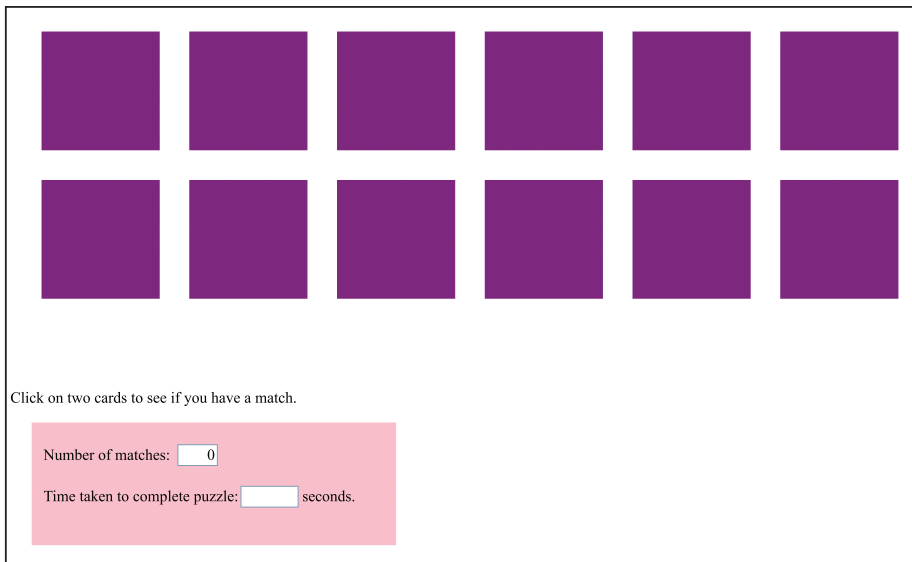 Click on two cards to see if you have a match.
Number of matches: 0
Time taken to complete puzzle: seconds.